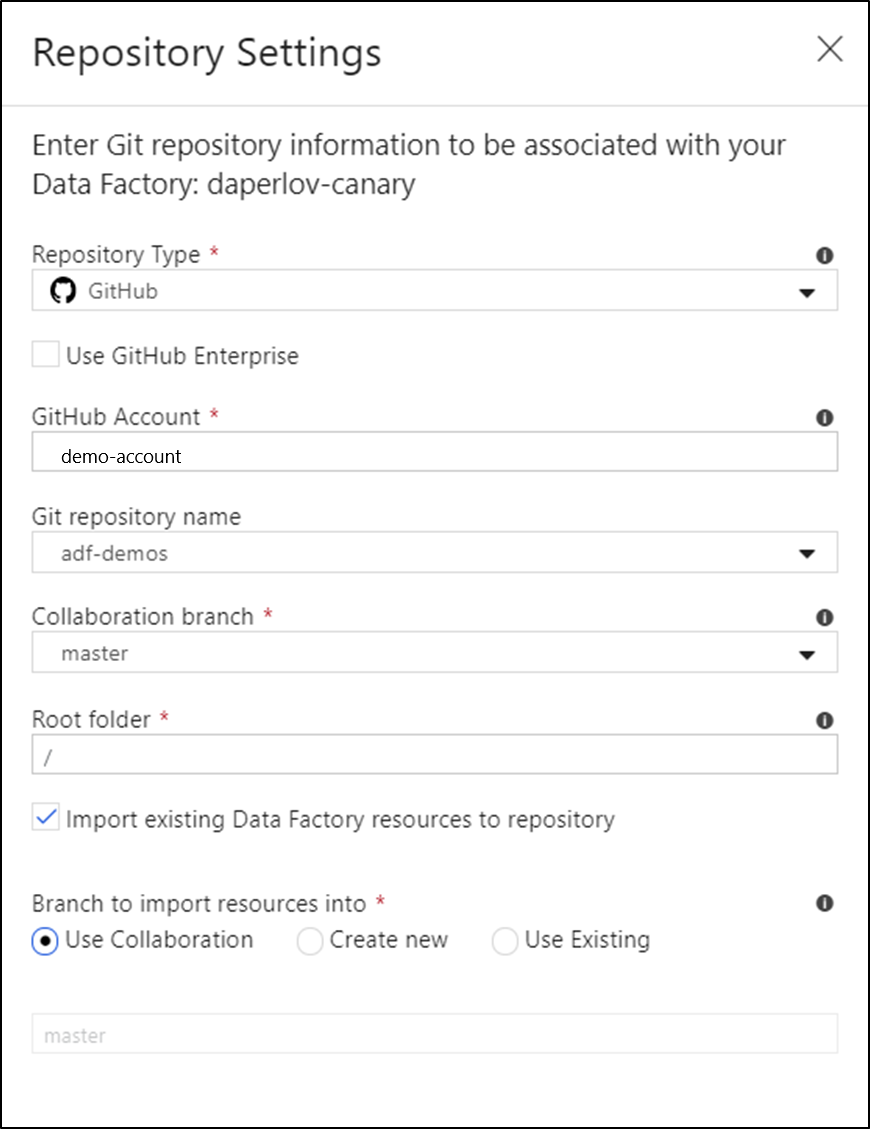 Repository Settings
Enter Git repository information to be associated with your
Data Factory: daperlov-canary
Repository Type *
GitHub
Use GitHub Enterprise
GitHub Account *
demo-account
Git repository name
adf-demos
Collaboration branch *
master
Root folder *
/
Import existing Data Factory resources to repository
Branch to import resources into *
Use Collaboration Create new Use Existing
master